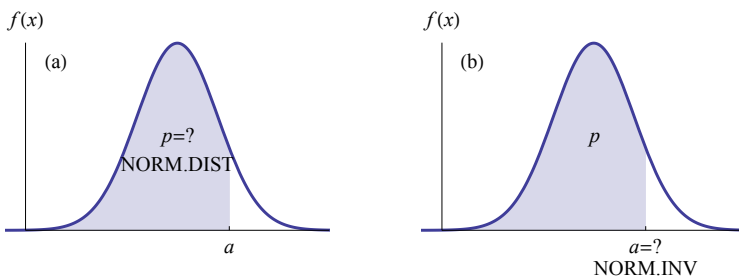 f(x)
(a)
p=?
NORM.DIST
a
f(x)
(b)
p
a=?
NORM.INV